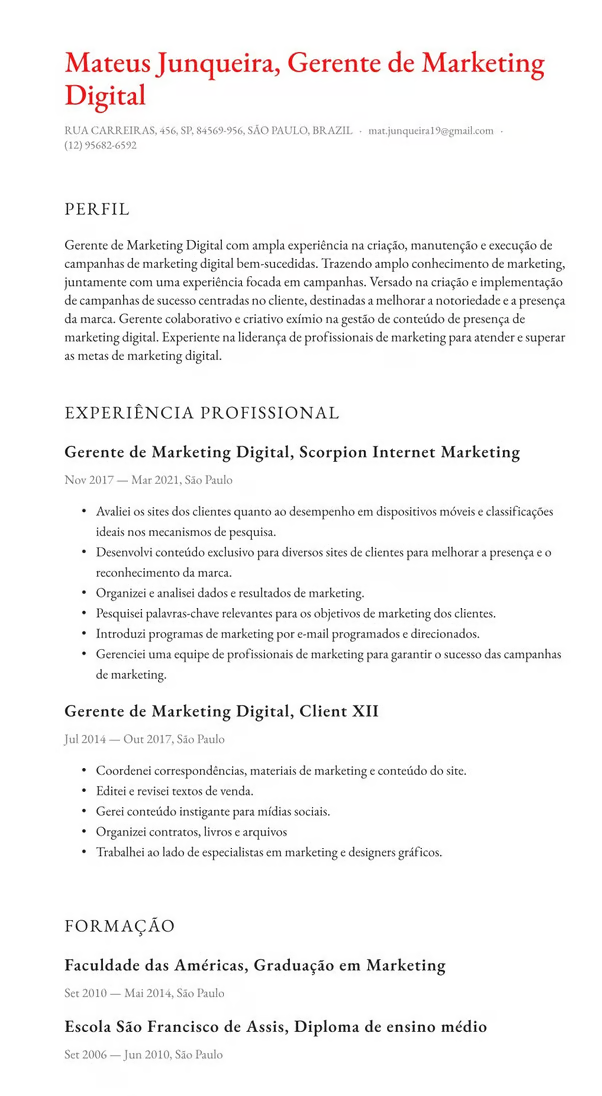 Mateus Junqueira, Gerente de Marketing
Digital
RUA CARREIRAS, 456, SP, 84569-956, SÃO PAULO, BRAZIL · mat.junqueira19@gmail.com ·
(12) 95682-6592
PERFIL
Gerente de Marketing Digital com ampla experiência na criação, manutenção e execução de
campanhas de marketing digital bem-sucedidas. Trazendo amplo conhecimento de marketing,
juntamente com uma experiência focada em campanhas. Versado na criação e implementação
de campanhas de sucesso centradas no cliente, destinadas a melhorar a notoriedade e a presença
da marca. Gerente colaborativo e criativo exímio na gestão de conteúdo de presença de
marketing digital. Experiente na liderança de profissionais de marketing para atender e superar
as metas de marketing digital.
EXPERIÊNCIA PROFISSIONAL
Gerente de Marketing Digital, Scorpion Internet Marketing
Nov 2017 — Mar 2021, São Paulo
• Avaliei os sites dos clientes quanto ao desempenho em dispositivos móveis e classificações
ideais nos mecanismos de pesquisa.
• Desenvolvi conteúdo exclusivo para diversos sites de clientes para melhorar a presença e o
reconhecimento da marca.
• Organizei e analisei dados e resultados de marketing.
• Pesquisei palavras-chave relevantes para os objetivos de marketing dos clientes.
• Introduzi programas de marketing por e-mail programados e direcionados.
• Gerenciei uma equipe de profissionais de marketing para garantir o sucesso das campanhas
de marketing.
Gerente de Marketing Digital, Client XII
Jul 2014 — Out 2017, São Paulo
• Coordenei correspondências, materiais de marketing e conteúdo do site.
• Editei e revisei textos de venda.
• Gerei conteúdo instigante para mídias sociais.
• Organizei contratos, livros e arquivos
• Trabalhei ao lado de especialistas em marketing e designers gráficos.
FORMAÇÃO
Faculdade das Américas, Graduação em Marketing
Set 2010 — Mai 2014, São Paulo
Escola São Francisco de Assis, Diploma de ensino médio
Set 2006 — Jun 2010, São Paulo